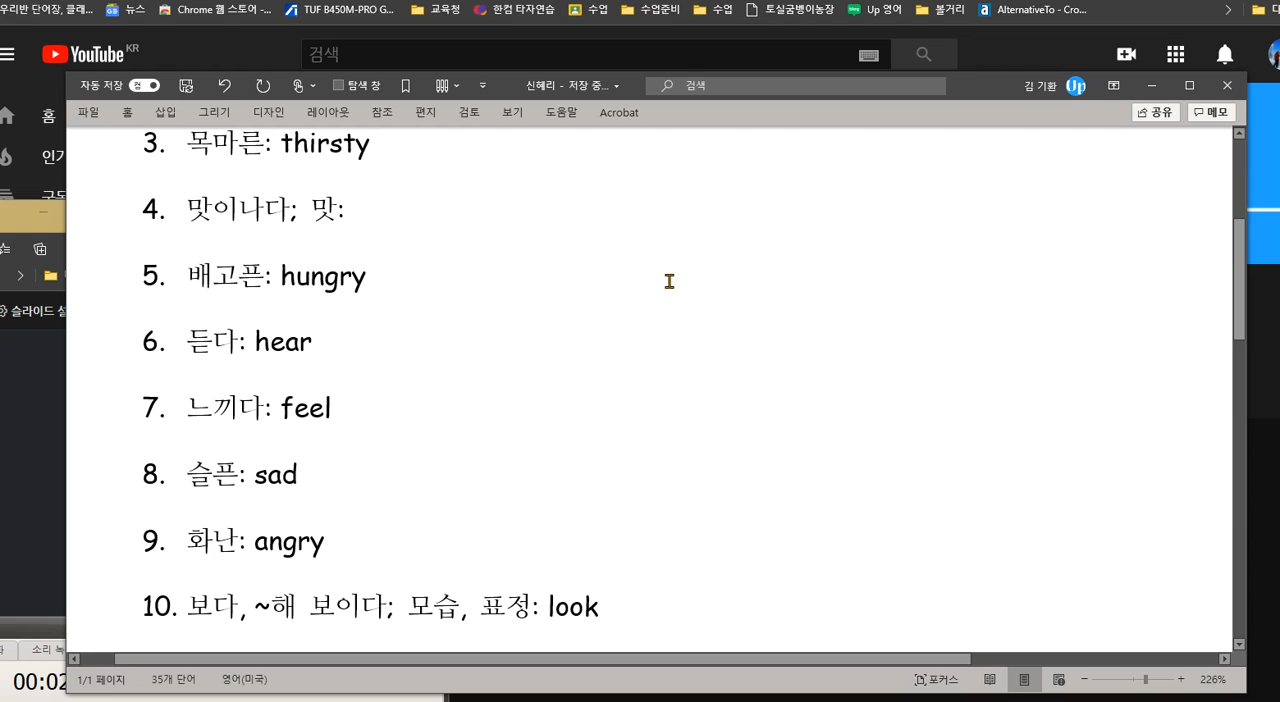 우리반 단어장, 클래... 뉴스 Chrome 웹 스토어 -... TUF B450M-PRO G... 교육청 한컴 타자연습 수업 수업준비 수업 토실굼벵이농장 Up 영어 볼거리 AlternativeTo - Cro...
YouTube KR 검색
자동 저장 탐색 창 신혜리 - 저장 중... 검색 김 기환 Up
파일 홈 삽입 그리기 디자인 레이아웃 참조 편지 검토 보기 도움말 Acrobat 공유 메모
홈
인기
3. 목마른: thirsty
4. 맛이나다; 맛:
5. 배고픈: hungry
슬라이드
6. 듣다: hear
7. 느끼다: feel
8. 슬픈: sad
9. 화난: angry
10. 보다, ~해 보이다; 모습, 표정: look
소리 녹
00:02
1/1 페이지 35개 단어 영어(미국) 포커스 226%